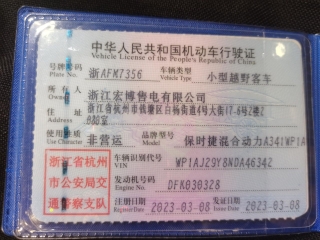 中华人民共和国机动车行驶证
Vehicle License of the People's Republic of China
号牌号码 浙AFM7356 车辆类型 小型越野客车
Plate No. Vehicle Type
所有人 浙江宏博售电有限公司
Owner
住址 浙江省杭州市钱塘区白杨街道4号大街17-6号2楼2
室
使用性质 非营运 品牌型号 保时捷混合动力A341WP1A
Use Character Model
浙江省杭州
市公安局交
通警察支队
车辆识别代号 WP1AJ29Y8NDA46342
VIN
发动机号码 DFK030328
Engine No.
注册日期 2023-03-08 发证日期 2023-03-08
Register Date Issue Date